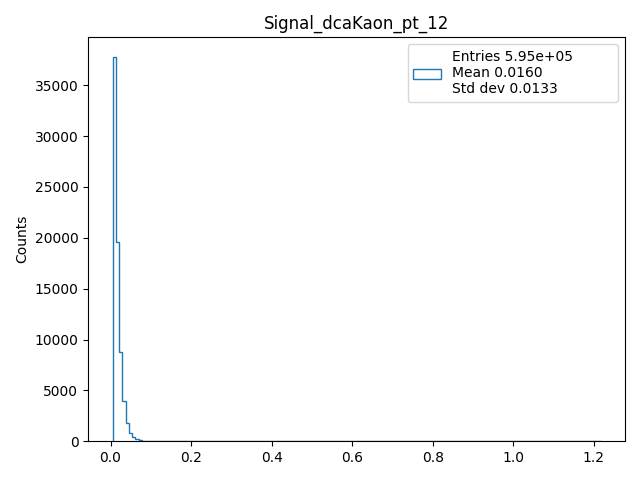 Signal_dcaKaon_pt_12
Entries 5.95e+05
Mean 0.0160
Std dev 0.0133
Counts
35000
30000
25000
20000
15000
10000
5000
0
0.0 0.2 0.4 0.6 0.8 1.0 1.2